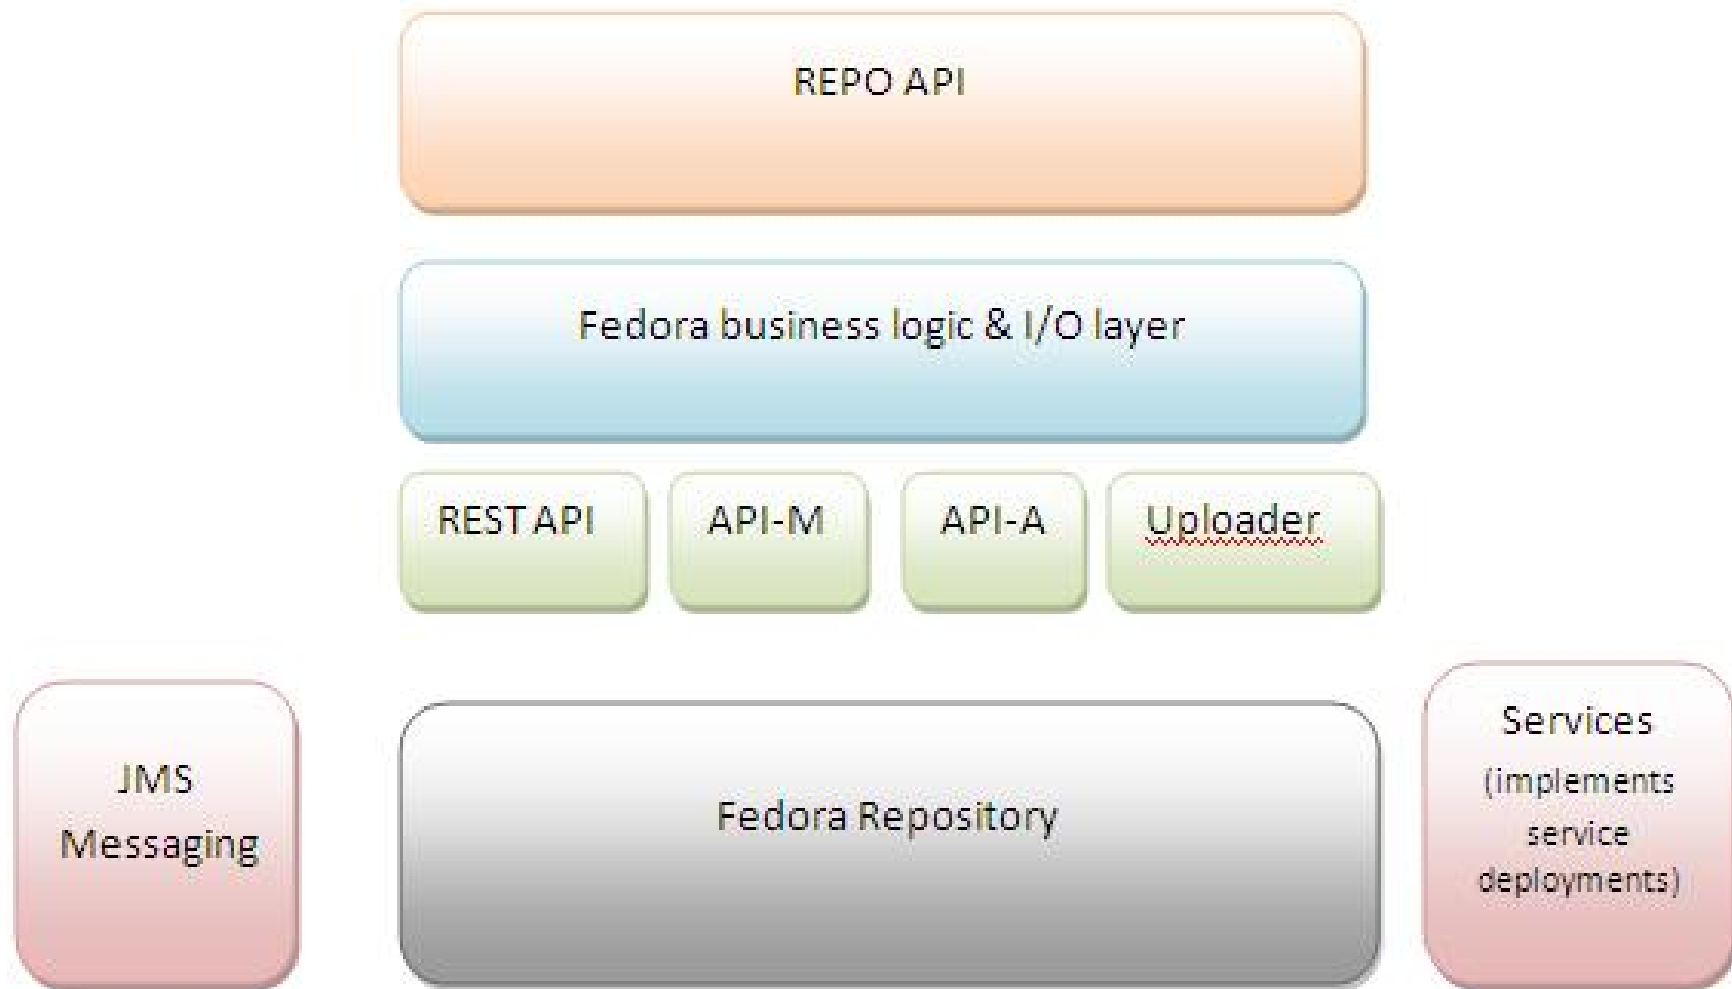 REPO API
Fedora business logic & I/O layer
REST API
API-M
API-A
Uploader
JMS
Messaging
Fedora Repository
Services
(implements
service
deployments)